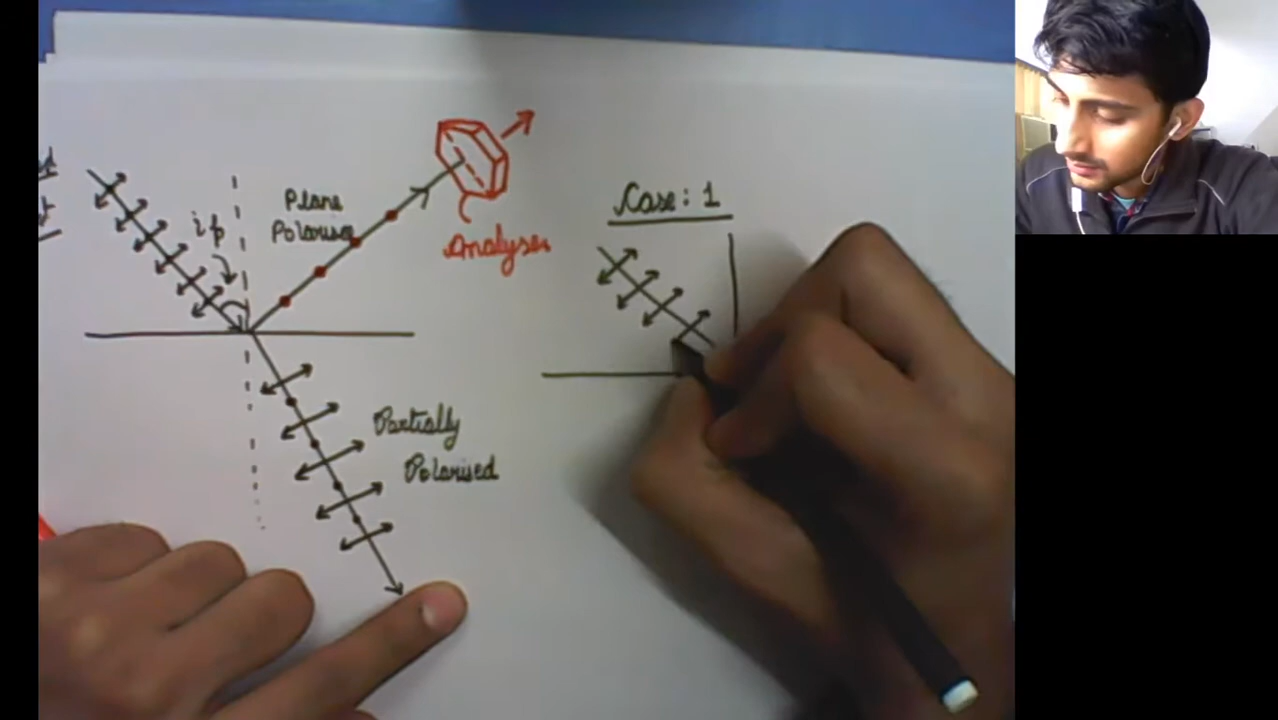 ip
Plane
Polarised
Analyser
Case: 1
Partially
Polarised